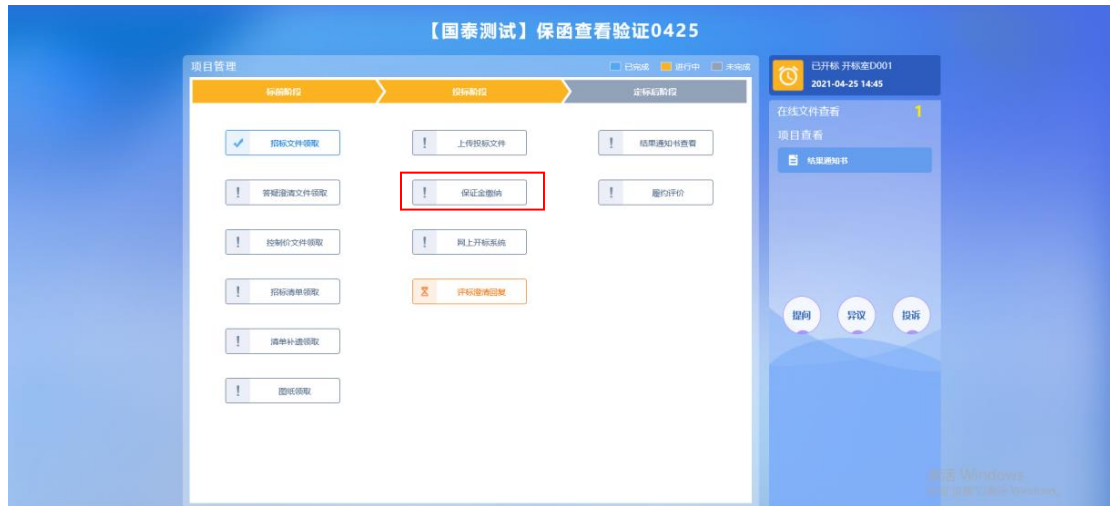 【国泰测试】保函查看验证0425
项目管理
已完成 进行中 未完成
标前阶段 投标阶段 定标后阶段
招标文件领取 上传投标文件 结果通知书查看
答疑澄清文件领取 保证金缴纳 履约评价
控制价文件领取 网上开标系统
招标清单领取 评标澄清回复
清单补遗领取
图纸领取
已开标 开标室D001
2021-04-25 14:45
在线文件查看 1
项目查看
结果通知书
提问 异议 投诉
激活 Windows